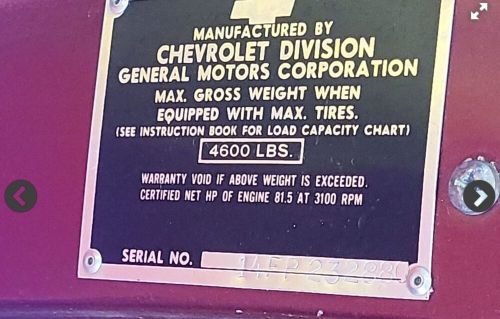 MANUFACTURED BY
CHEVROLET DIVISION
GENERAL MOTORS CORPORATION
MAX. GROSS WEIGHT WHEN
EQUIPPED WITH MAX. TIRES.
(SEE INSTRUCTION BOOK FOR LOAD CAPACITY CHART)
4600 LBS.
WARRANTY VOID IF ABOVE WEIGHT IS EXCEEDED.
CERTIFIED NET HP OF ENGINE 81.5 AT 3100 RPM
SERIAL NO.